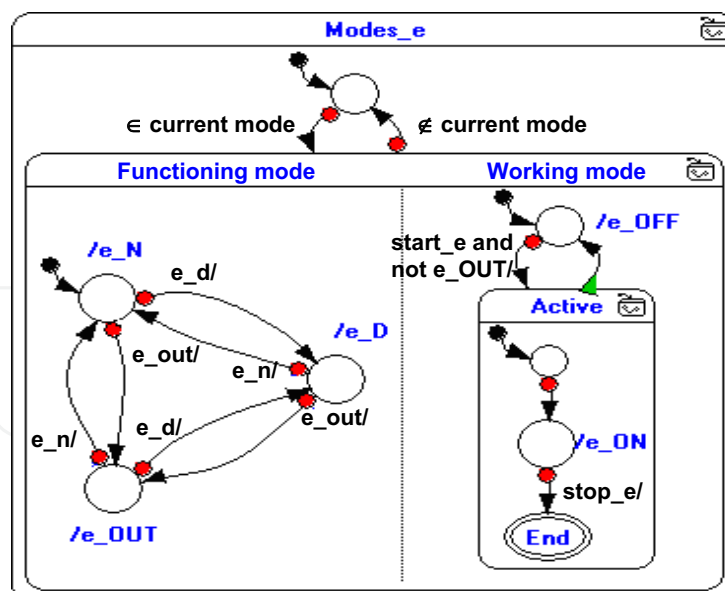 Modes_e
∈ current mode
∉ current mode
Functioning mode
Working mode
/e_N
e_d/
/e_D
e_out/
e_n/
e_n/
e_d/
e_out/
/e_OUT
/e_OFF
start_e and
not e_OUT/
Active
/e_ON
stop_e/
End